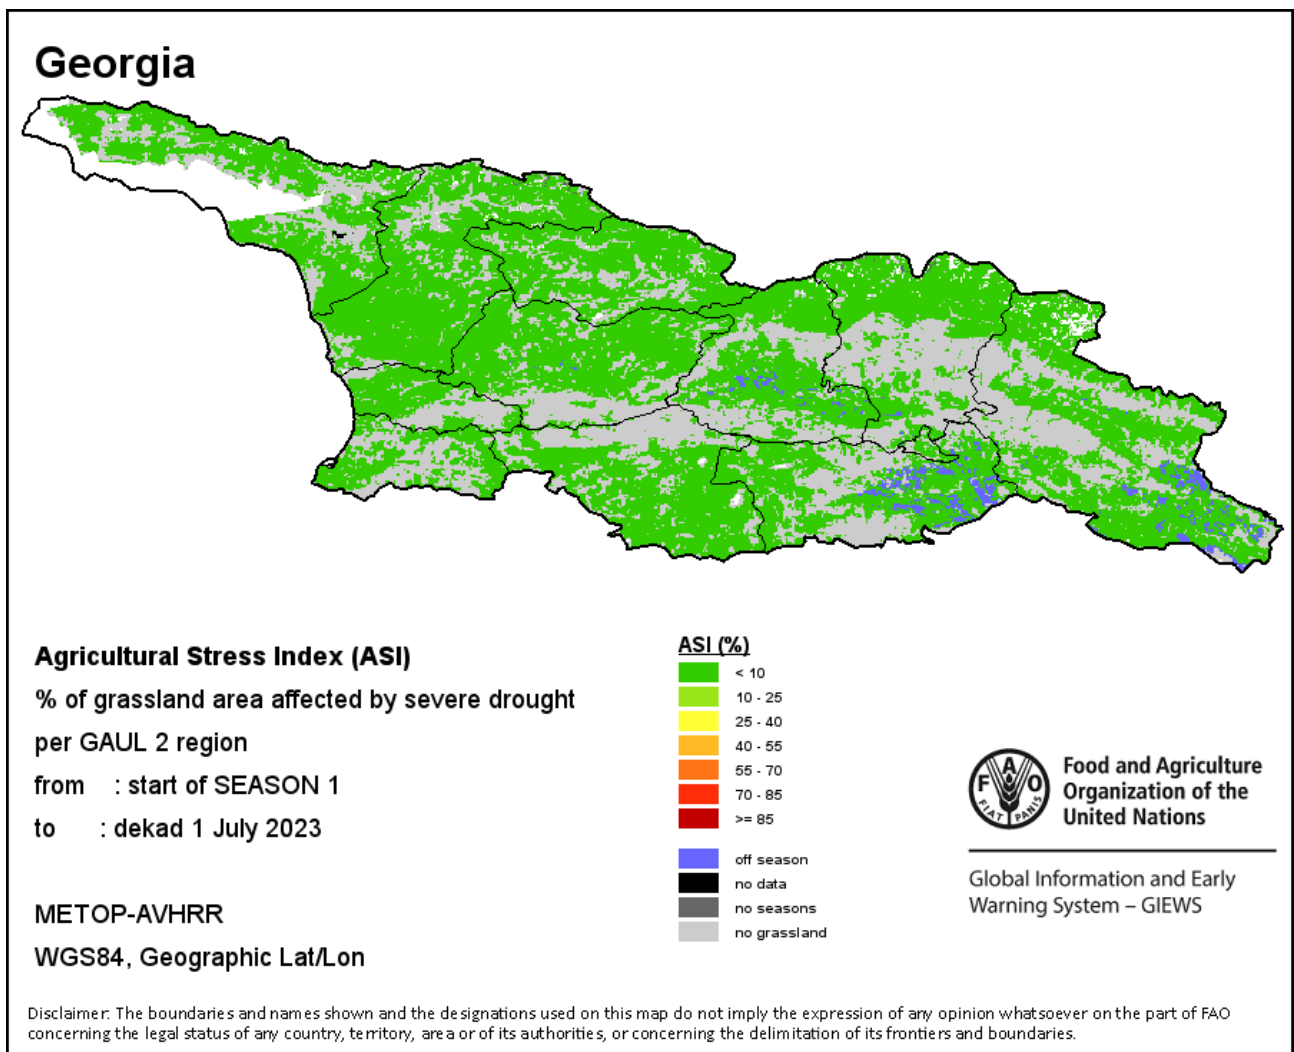 Georgia
Agricultural Stress Index (ASI)
% of grassland area affected by severe drought
per GAUL 2 region
from : start of SEASON 1
to : dekad 1 July 2023
METOP-AVHRR
WGS84, Geographic Lat/Lon
ASI (%)
< 10
10 - 25
25 - 40
40 - 55
55 - 70
70 - 85
>= 85
off season
no data
no seasons
no grassland
F A O
FIAT PANIS
Food and Agriculture
Organization of the
United Nations
Global Information and Early
Warning System – GIEWS
Disclaimer: The boundaries and names shown and the designations used on this map do not imply the expression of any opinion whatsoever on the part of FAO
concerning the legal status of any country, territory, area or of its authorities, or concerning the delimitation of its frontiers and boundaries.